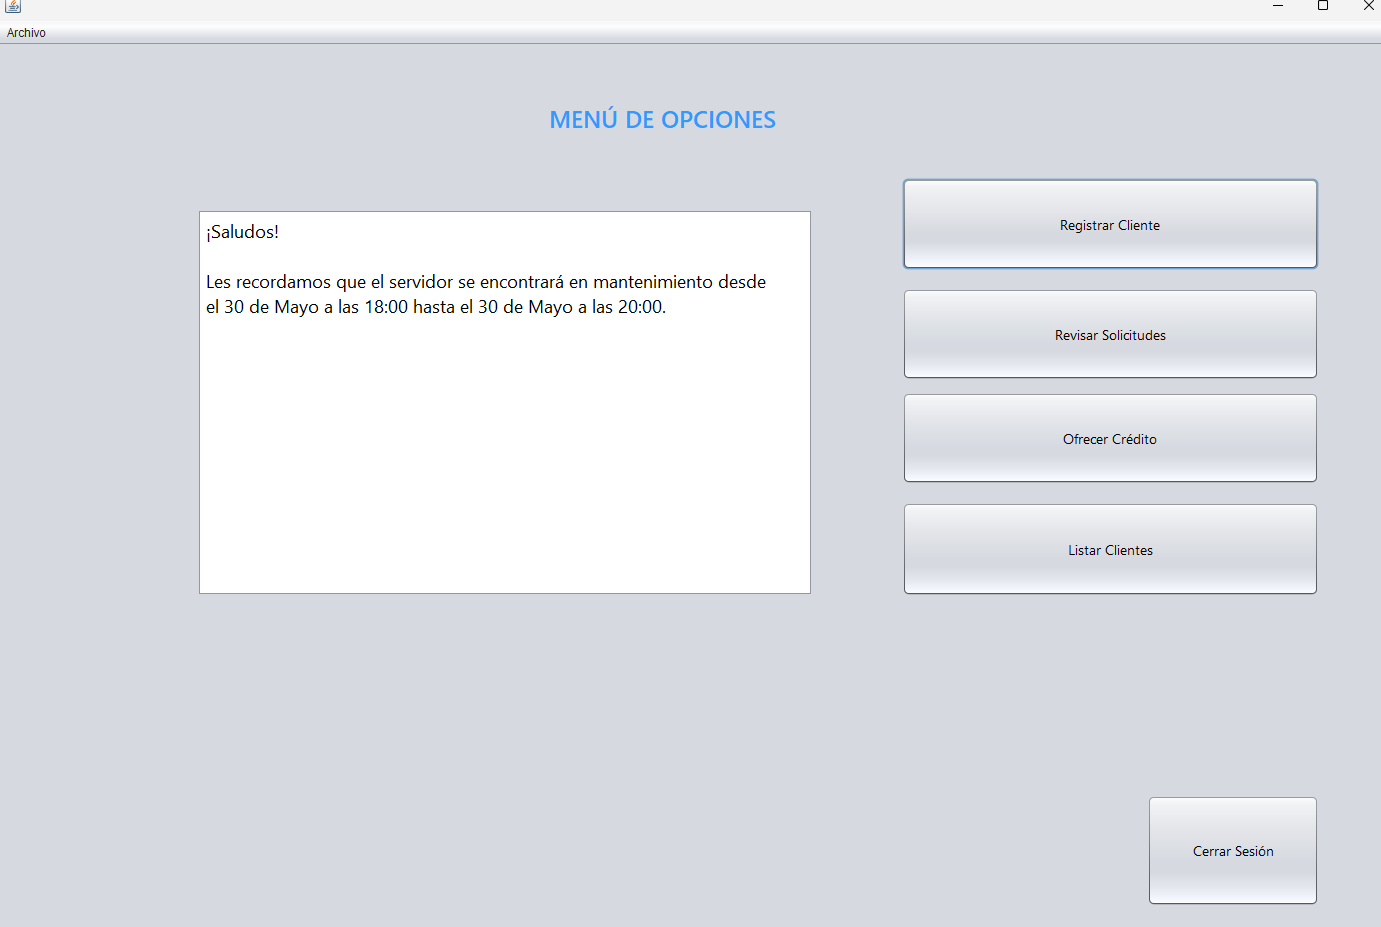 Archivo
MENÚ DE OPCIONES
¡Saludos!
Les recordamos que el servidor se encontrará en mantenimiento desde
el 30 de Mayo a las 18:00 hasta el 30 de Mayo a las 20:00.
Registrar Cliente
Revisar Solicitudes
Ofrecer Crédito
Listar Clientes
Cerrar Sesión